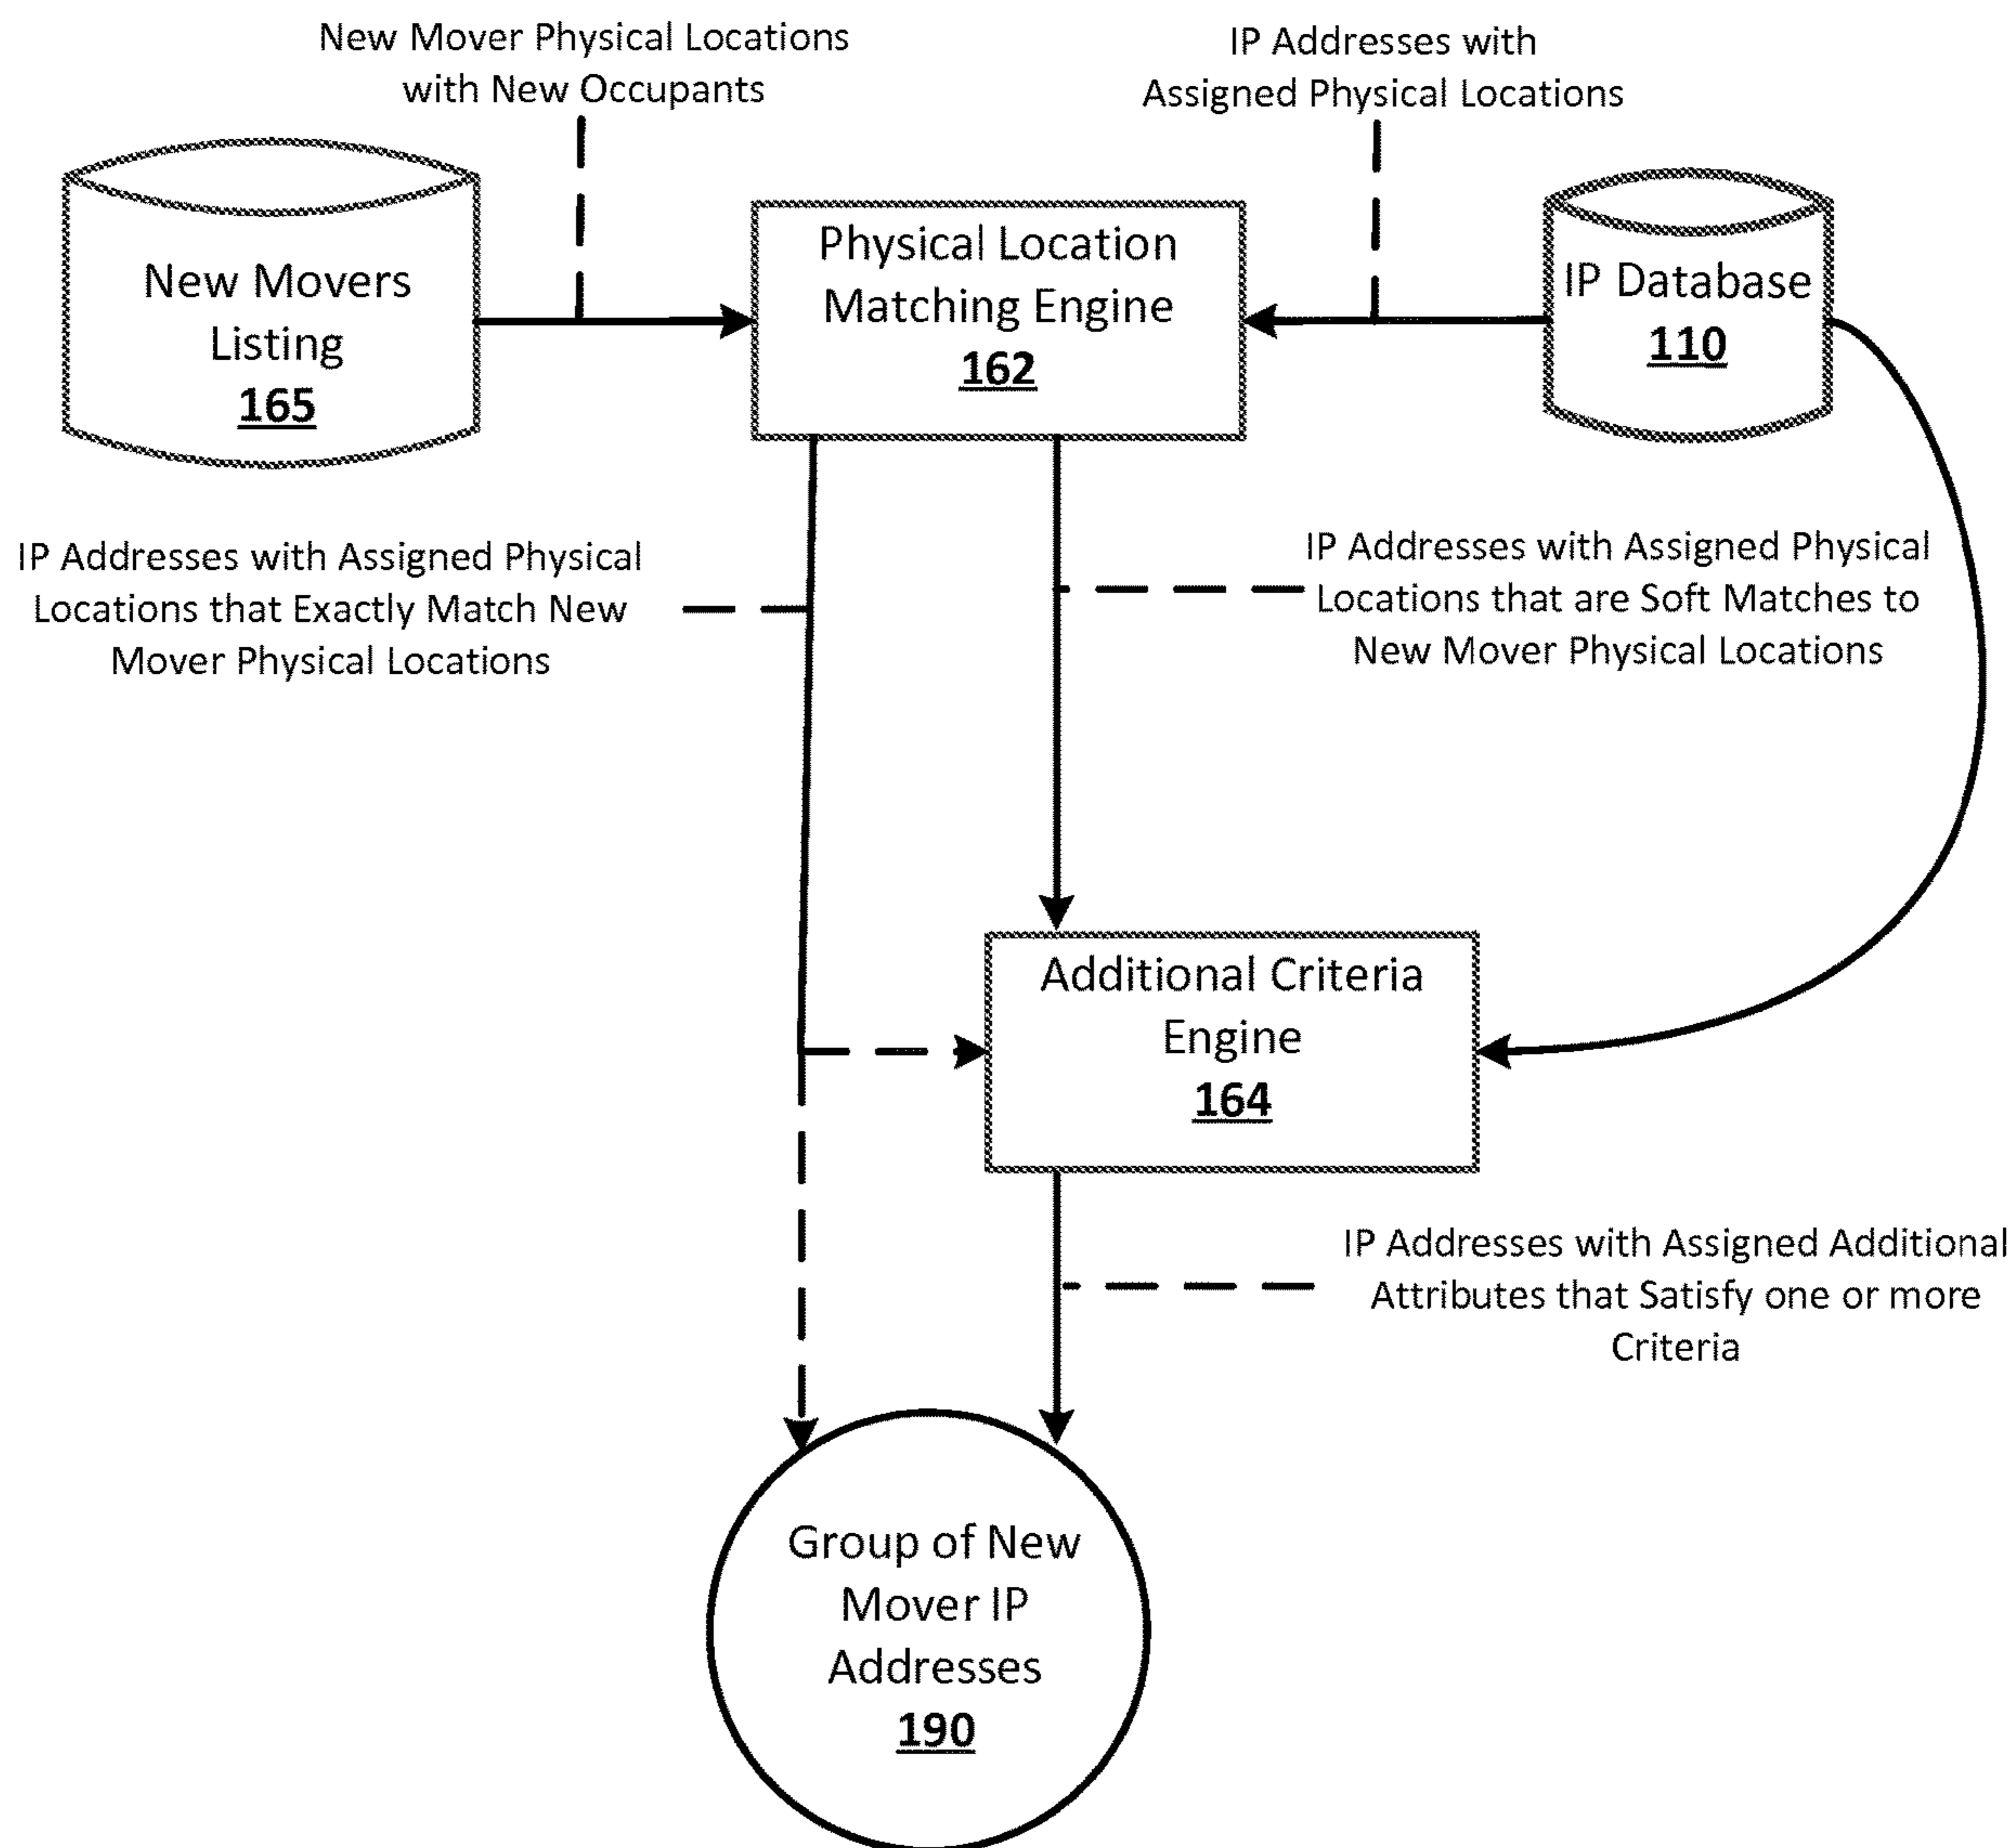 New Mover Physical Locations
with New Occupants
IP Addresses with
Assigned Physical Locations
New Movers
Listing
165
Physical Location
Matching Engine
162
IP Database
110
IP Addresses with Assigned Physical
Locations that Exactly Match New
Mover Physical Locations
IP Addresses with Assigned Physical
Locations that are Soft Matches to
New Mover Physical Locations
Additional Criteria
Engine
164
IP Addresses with Assigned Additional
Attributes that Satisfy one or more
Criteria
Group of New
Mover IP
Addresses
190